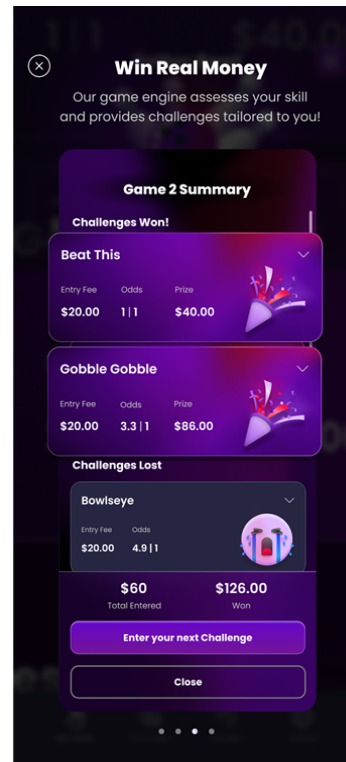 Win Real Money
Our game engine assesses your skill
and provides challenges tailored to you!
Game 2 Summary
Challenges Won!
Beat This
Entry Fee Odds Prize
$20.00 1|1 $40.00
Gobble Gobble
Entry Fee Odds Prize
$20.00 3.3|1 $86.00
Challenges Lost
Bowlseye
Entry Fee Odds
$20.00 4.9|1
$60 $126.00
Total Entered Won
Enter your next Challenge
Close